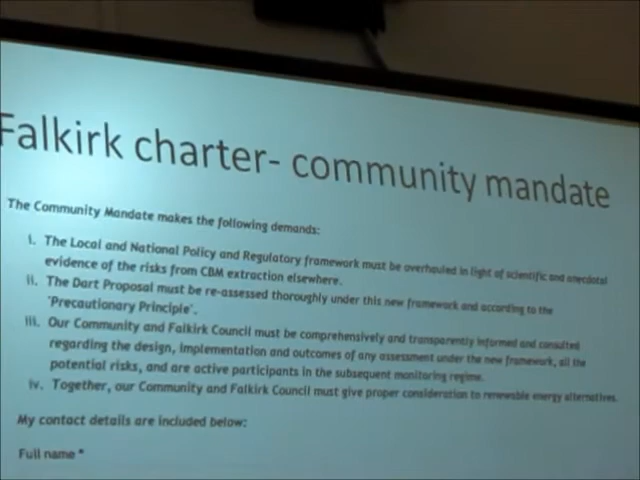 Falkirk charter- community mandate
The Community Mandate makes the following demands:
i. The Local and National Policy and Regulatory framework must be overhauled in light of scientific and anecdotal
evidence of the risks from CBM extraction elsewhere.
ii. The Dart Proposal must be re-assessed thoroughly under this new framework and according to the
'Precautionary Principle'.
iii. Our Community and Falkirk Council must be comprehensively and transparently informed and consulted
regarding the design, implementation and outcomes of any assessment under the new framework, all the
potential risks, and are active participants in the subsequent monitoring regime.
iv. Together, our Community and Falkirk Council must give proper consideration to renewable energy alternatives.
My contact details are included below:
Full name *